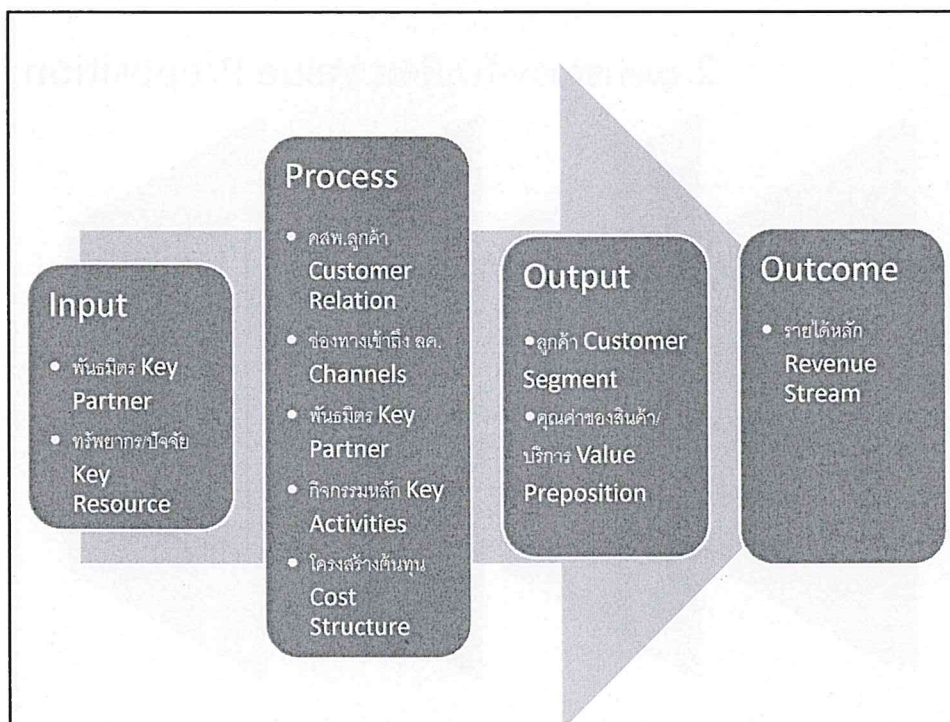 Input
• พันธมิตร Key
Partner
• ทรัพยากร/ปัจจัย
Key
Resource
Process
• คสพ.ลูกค้า
Customer
Relation
• ช่องทางเข้าถึง ลค.
Channels
• พันธมิตร Key
Partner
• กิจกรรมหลัก Key
Activities
• โครงสร้างต้นทุน
Cost
Structure
Output
•ลูกค้า Customer
Segment
•คุณค่าของสินค้า/
บริการ Value
Preposition
Outcome
• รายได้หลัก
Revenue
Stream